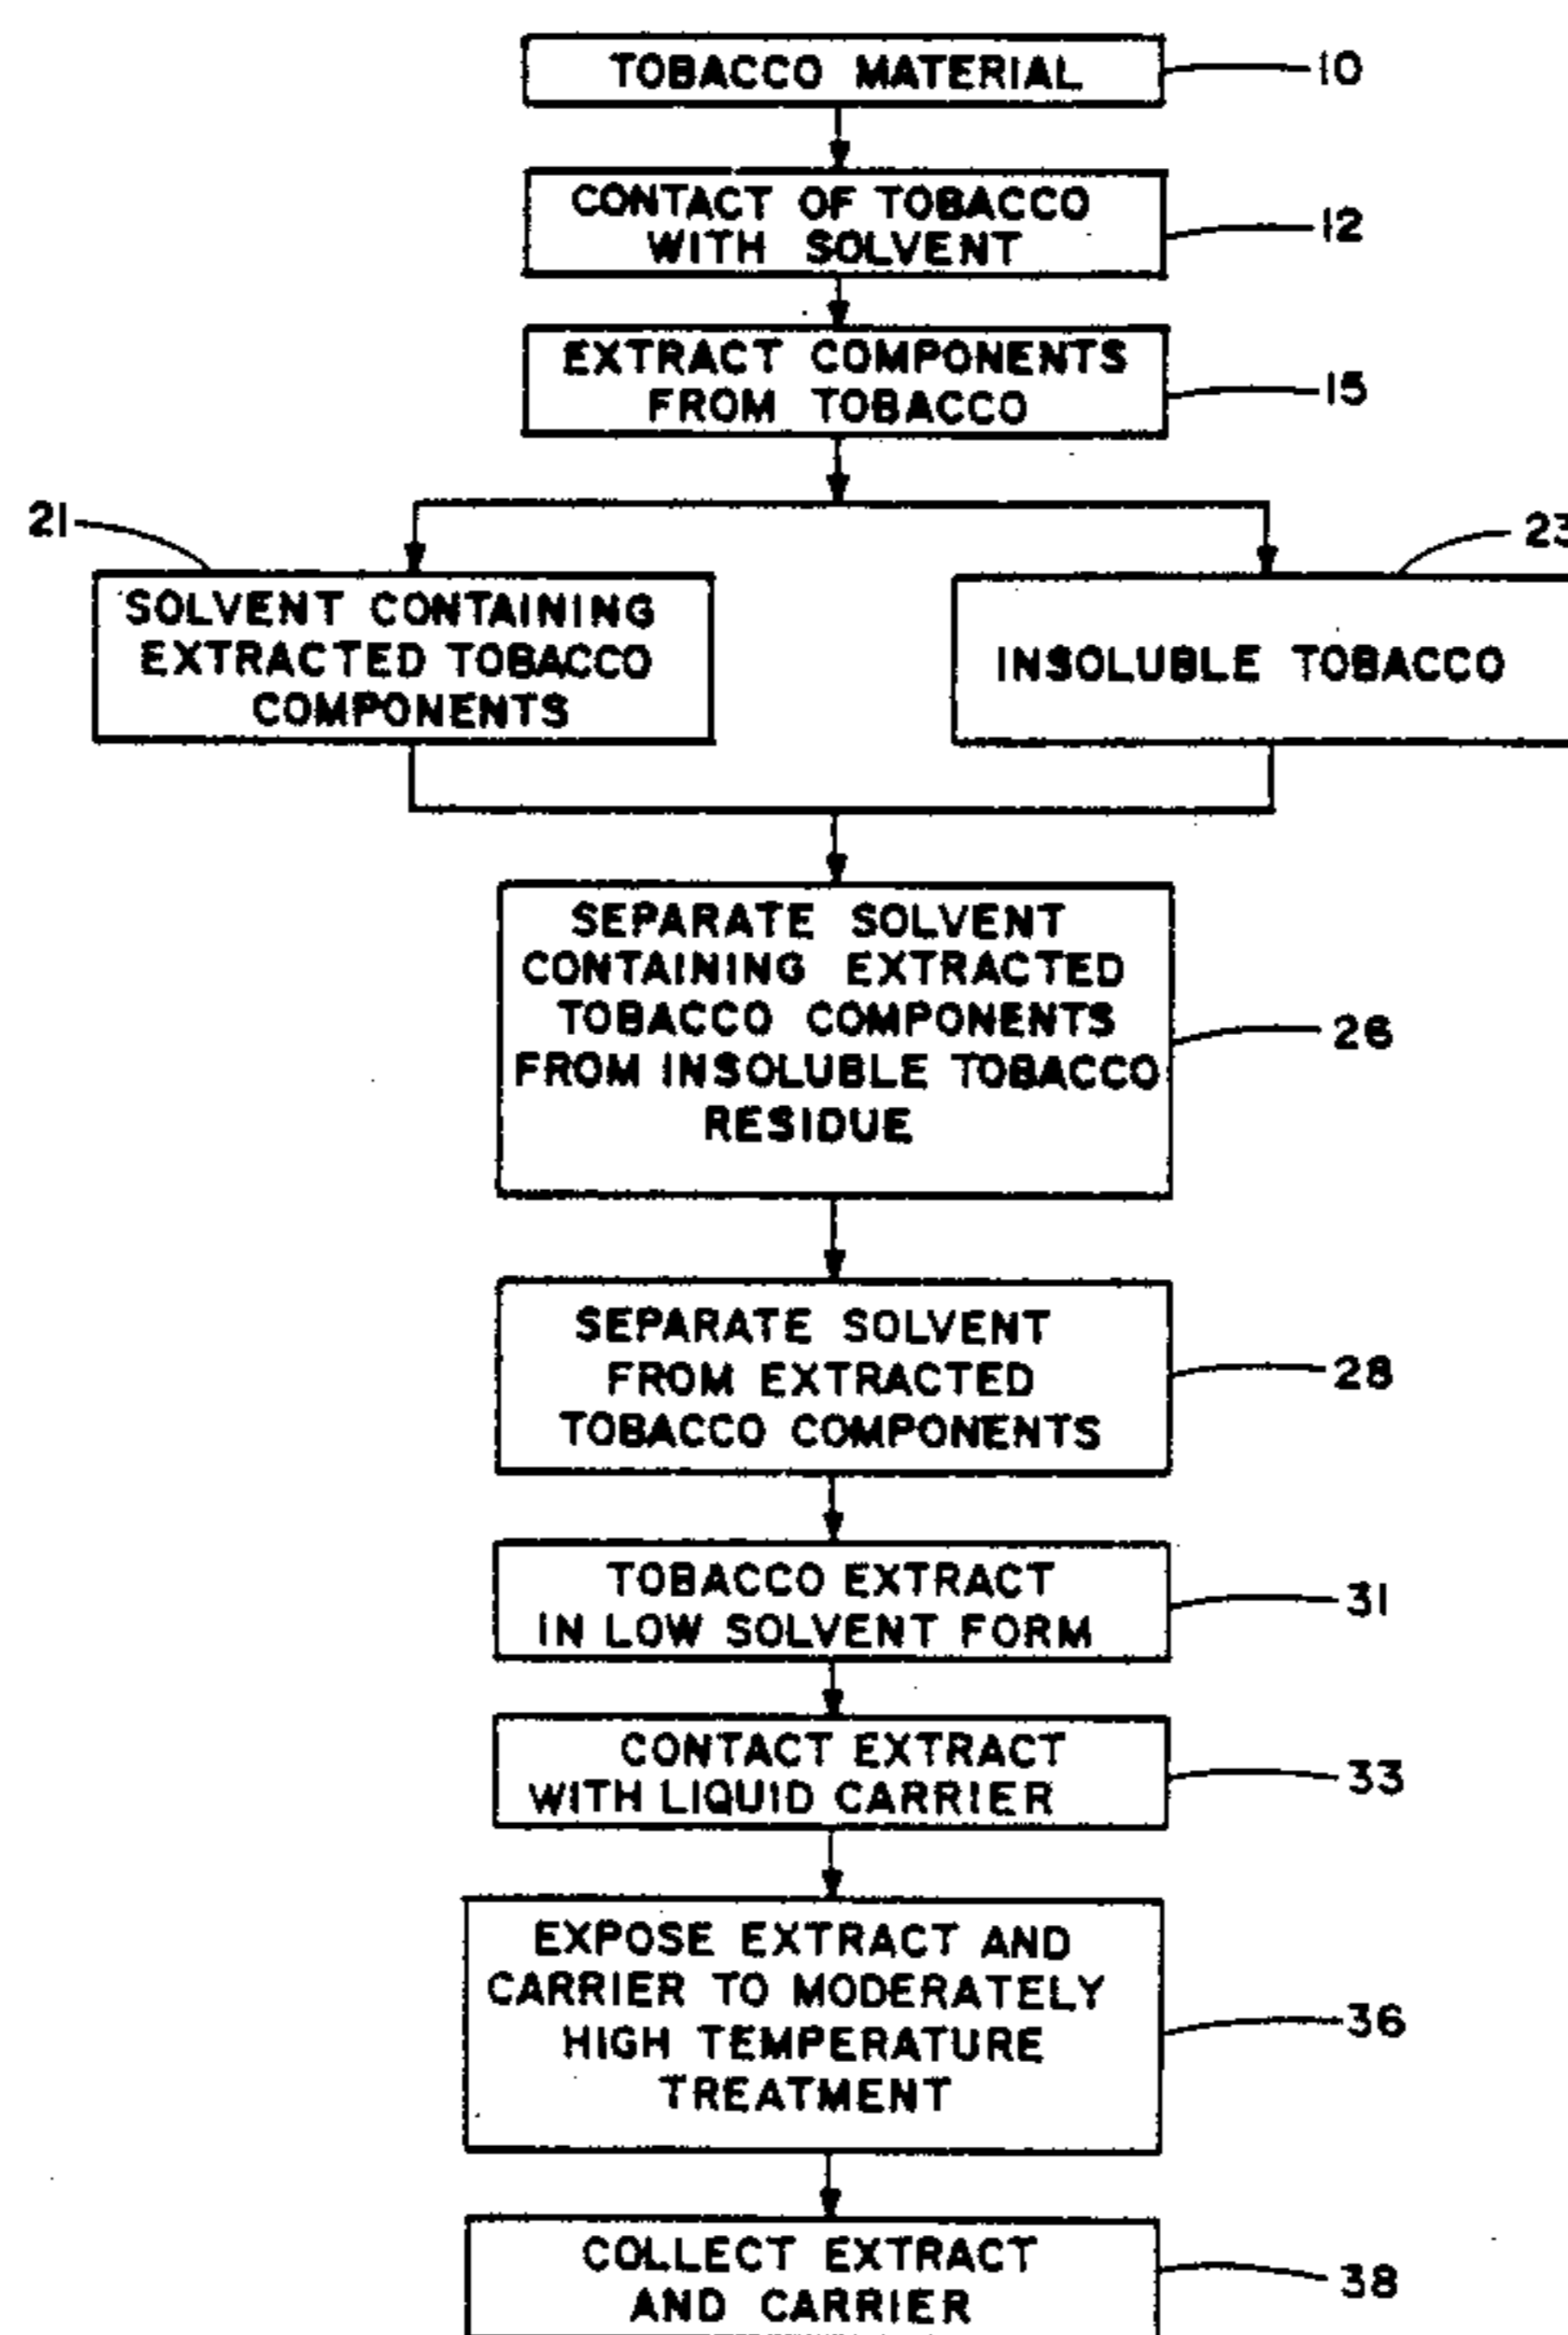 TOBACCO MATERIAL
10
CONTACT OF TOBACCO
WITH SOLVENT
12
EXTRACT COMPONENTS
FROM TOBACCO
15
21
23
SOLVENT CONTAINING
EXTRACTED TOBACCO
COMPONENTS
INSOLUBLE TOBACCO
SEPARATE SOLVENT
CONTAINING EXTRACTED
TOBACCO COMPONENTS
FROM INSOLUBLE TOBACCO
RESIDUE
26
SEPARATE SOLVENT
FROM EXTRACTED
TOBACCO COMPONENTS
28
TOBACCO EXTRACT
IN LOW SOLVENT FORM
31
CONTACT EXTRACT
WITH LIQUID CARRIER
33
EXPOSE EXTRACT AND
CARRIER TO MODERATELY
HIGH TEMPERATURE
TREATMENT
36
COLLECT EXTRACT
AND CARRIER
38